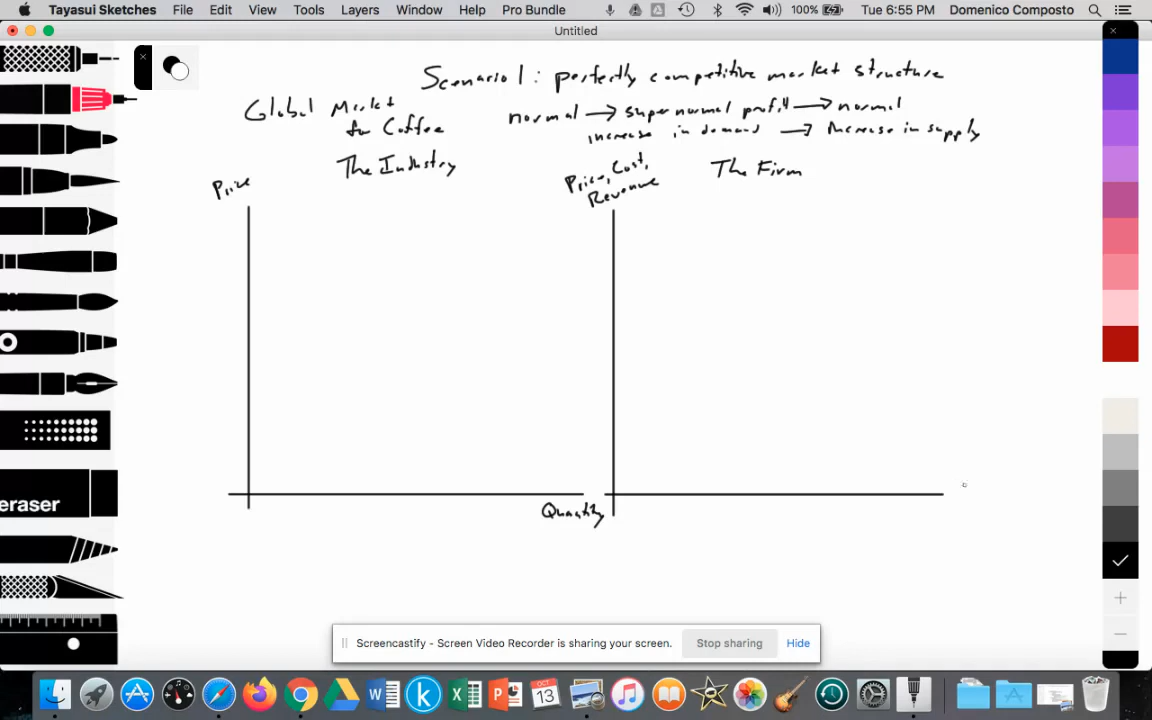 Tayasui Sketches File Edit View Tools Layers Window Help Pro Bundle 100% Tue 6:55 PM Domenico Composto
Untitled
Scenario 1: perfectly competitive market structure
Global Market
for Coffee
normal → supernormal profit → normal
increase in demand → increase in supply
The Industry
The Firm
Price
Price, Cost,
Revenue
Quantity
eraser
Screencastify - Screen Video Recorder is sharing your screen. Stop sharing Hide
OCT
13